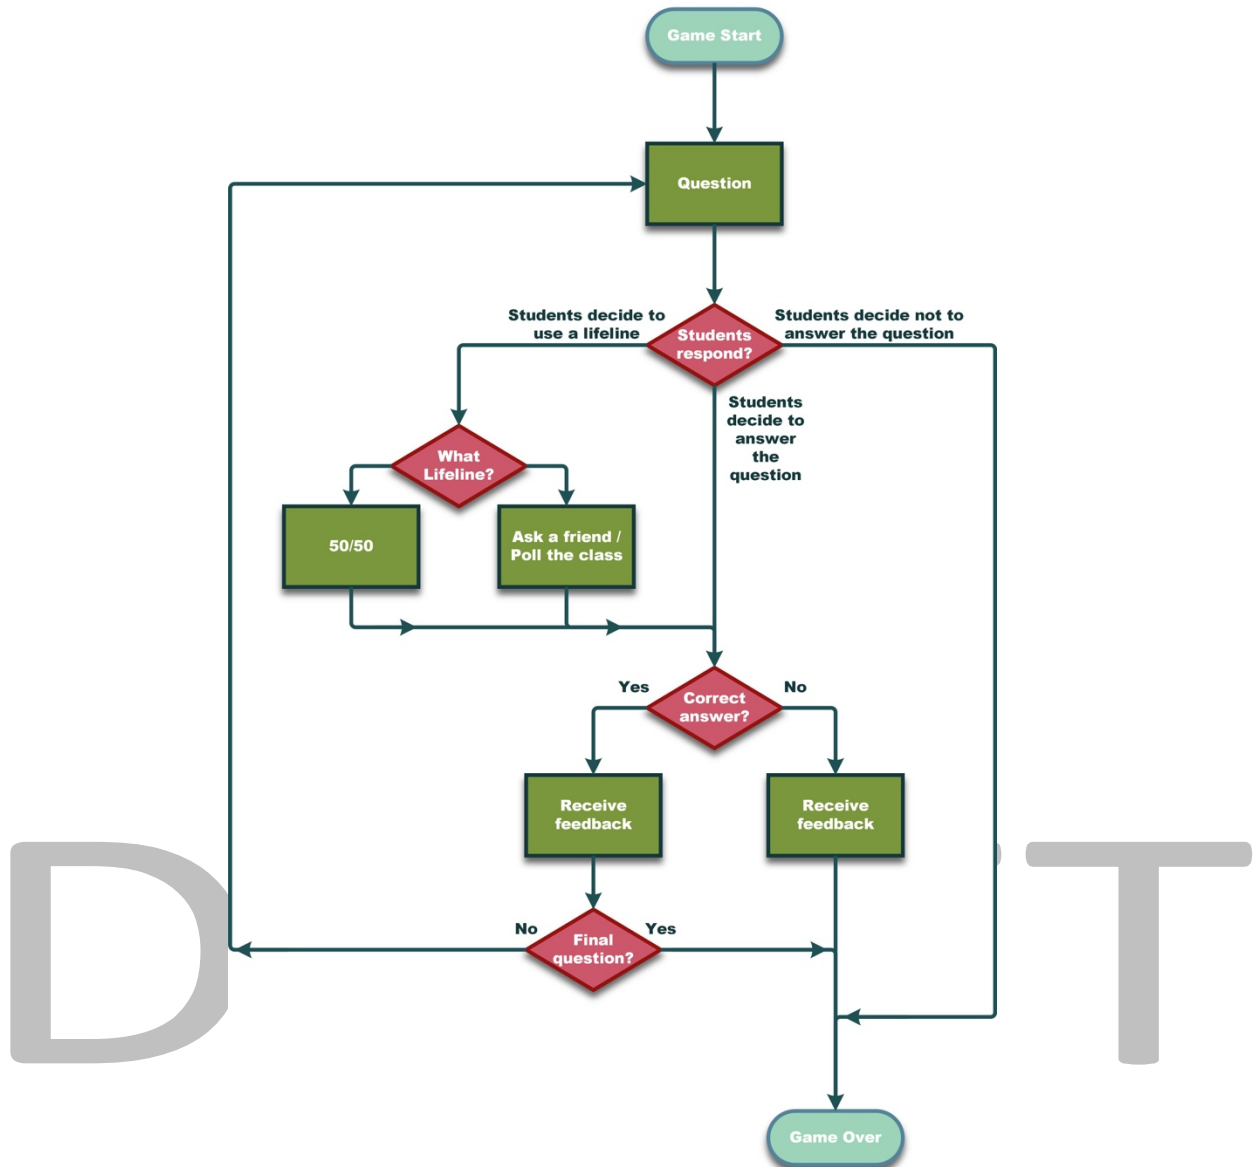 Game Start
Question
Students decide to
use a lifeline
Students
respond?
Students decide not to
answer the question
Students
decide to
answer
the
question
What
Lifeline?
50/50
Ask a friend /
Poll the class
Yes
Correct
answer?
No
Receive
feedback
Receive
feedback
D
T
No
Final
question?
Yes
Game Over